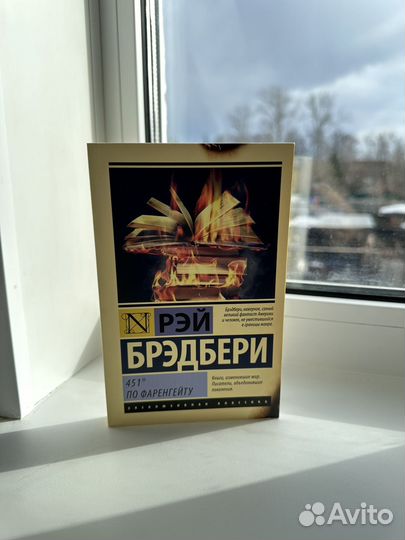 Брэдбери, наверное, самый
великий фантаст Америки
и человек, не уместившийся
в границы жанра.
N
РЭЙ
БРЭДБЕРИ
451°
ПО ФАРЕНГЕЙТУ
Книги, изменившие мир.
Писатели, объединившие
поколения.
ЭКСКЛЮЗИВНАЯ КЛАССИКА
Avito